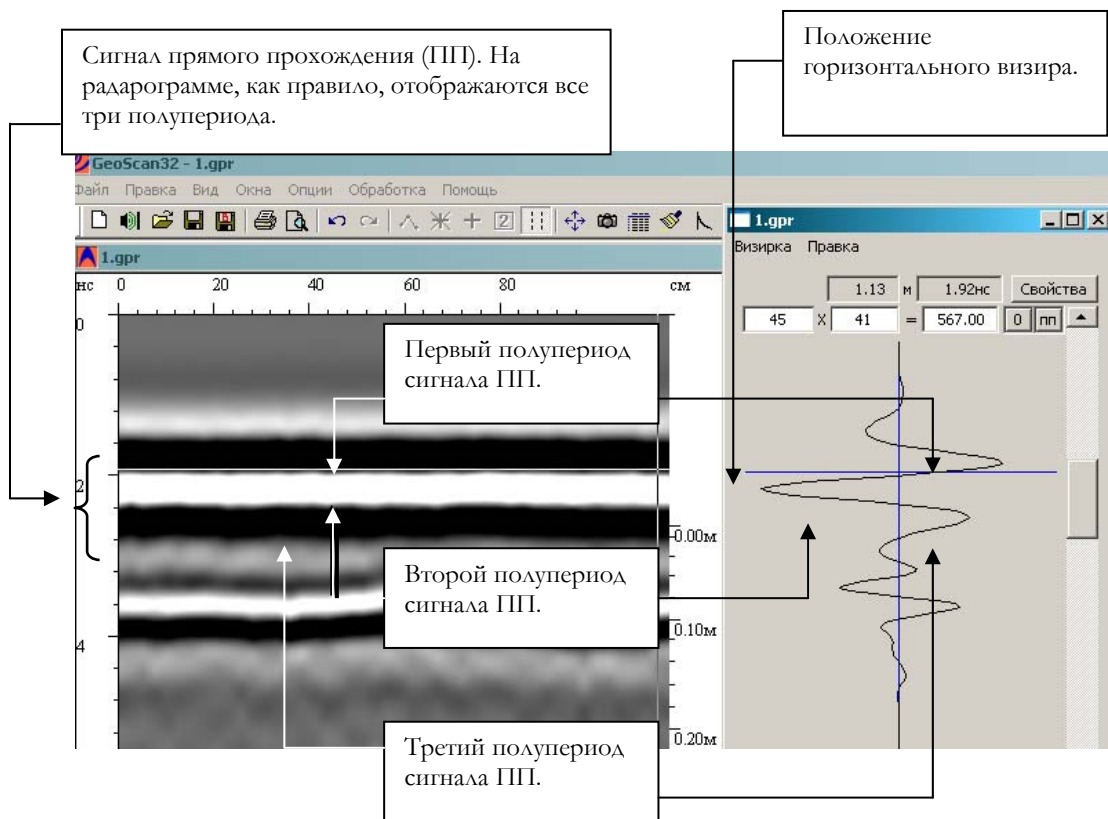 Сигнал прямого прохождения (ПП). На
радарограмме, как правило, отображаются все
три полупериода.
Положение
горизонтального визира.
GeoScan32 - 1.gpr
Файл Правка Вид Окна Опции Обработка Помощь
2
1.gpr
1.gpr
Визирка Правка
нс 0 20 40 60 80 см
1.13 м 1.92нс Свойства
45 X 41 = 567.00 0 пп
0
Первый полупериод
сигнала ПП.
2
0.00м
Второй полупериод
сигнала ПП.
0.10м
4
0.20м
Третий полупериод
сигнала ПП.